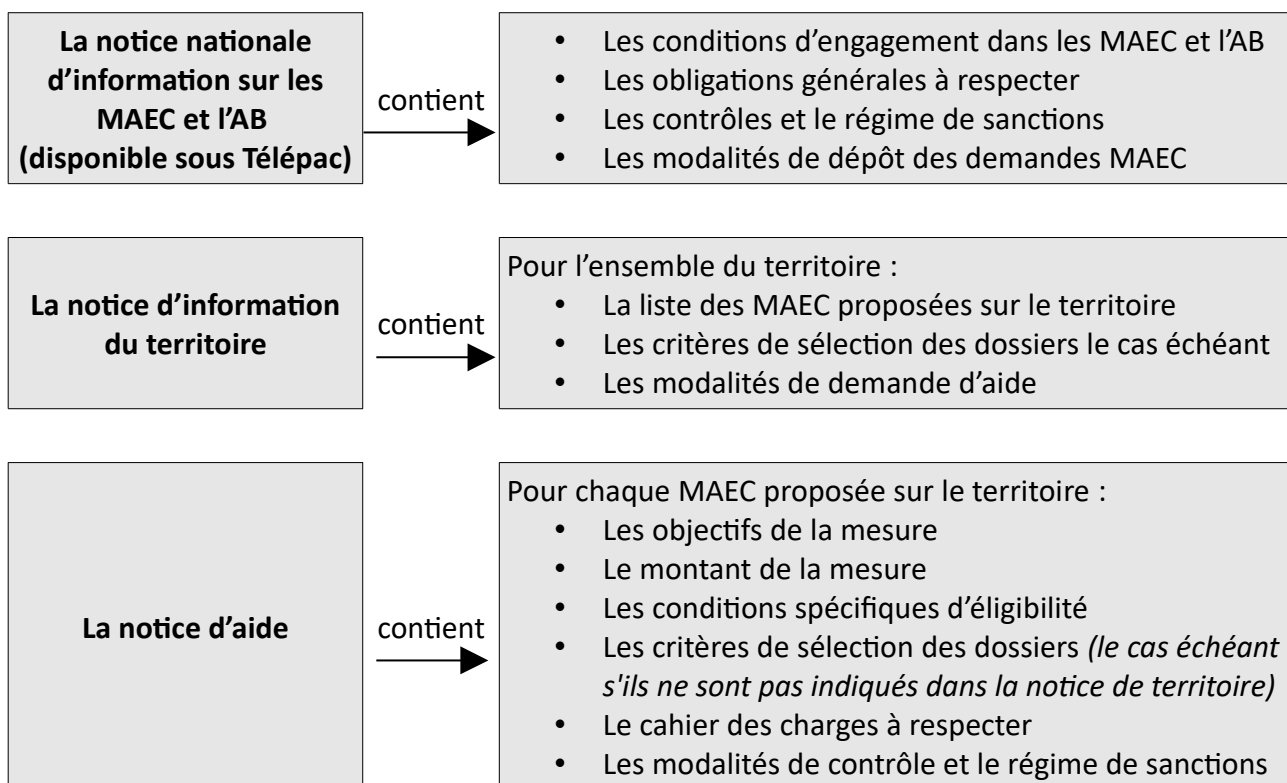 La notice nationale
d’information sur les
MAEC et l’AB
(disponible sous Télépac)
contient
• Les conditions d’engagement dans les MAEC et l’AB
• Les obligations générales à respecter
• Les contrôles et le régime de sanctions
• Les modalités de dépôt des demandes MAEC
La notice d’information
du territoire
contient
Pour l’ensemble du territoire :
• La liste des MAEC proposées sur le territoire
• Les critères de sélection des dossiers le cas échéant
• Les modalités de demande d’aide
La notice d’aide
contient
Pour chaque MAEC proposée sur le territoire :
• Les objectifs de la mesure
• Le montant de la mesure
• Les conditions spécifiques d’éligibilité
• Les critères de sélection des dossiers (le cas échéant
s'ils ne sont pas indiqués dans la notice de territoire)
• Le cahier des charges à respecter
• Les modalités de contrôle et le régime de sanctions